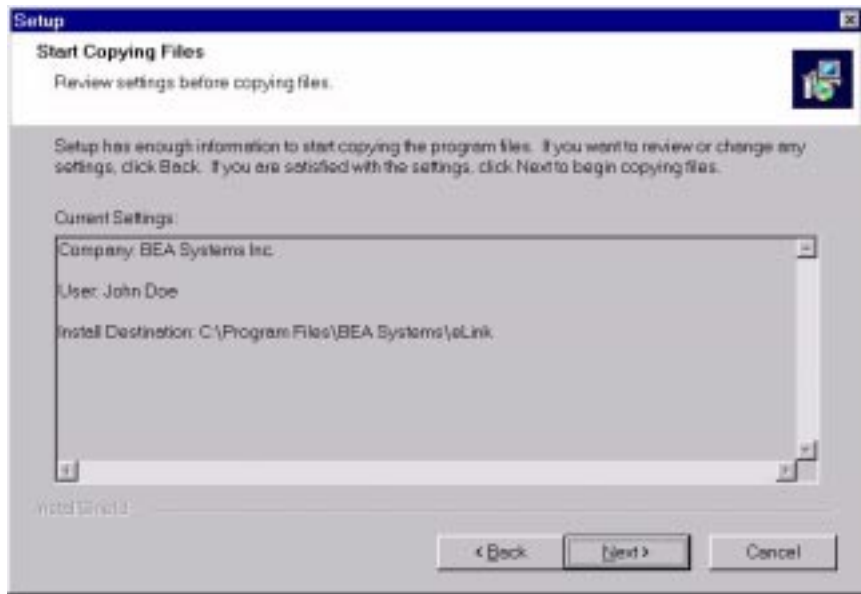 Setup
Start Copying Files
Review settings before copying files.
Setup has enough information to start copying the program files. If you want to review or change any
settings, click Back. If you are satisfied with the settings, click Next to begin copying files.
Current Settings:
Company: BEA Systems Inc.
User: John Doe
Install Destination: C:\Program Files\BEA Systems\eLink
InstallShield
< Back
Next >
Cancel